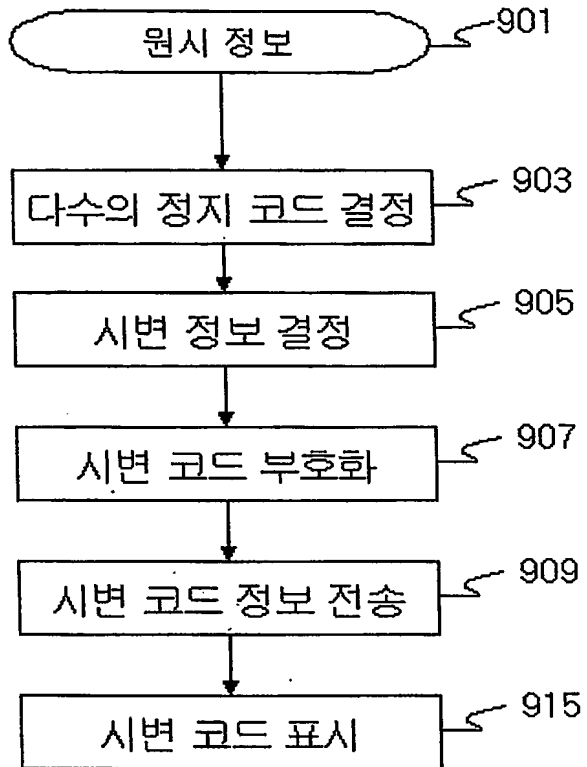 원시 정보
901
다수의 정지 코드 결정
903
시변 정보 결정
905
시변 코드 부호화
907
시변 코드 정보 전송
909
시변 코드 표시
915